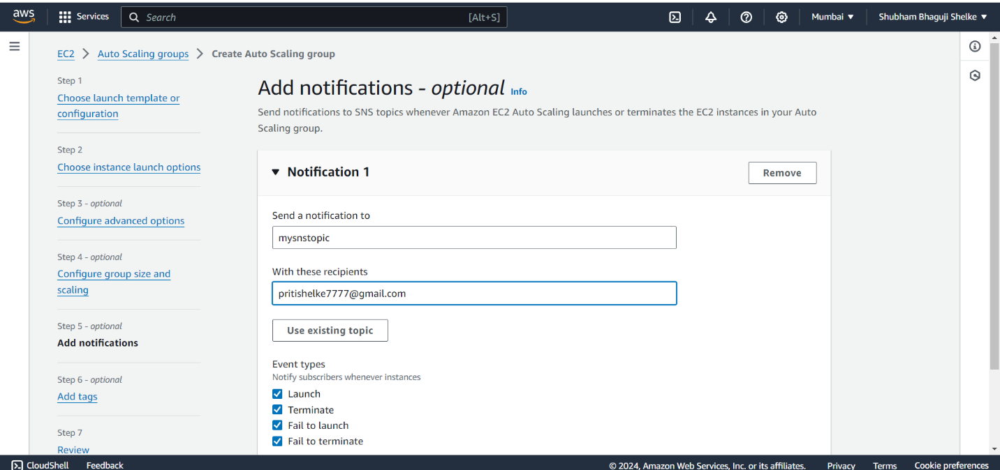 aws
Services
Search
[Alt+S]
Mumbai
Shubham Bhaguji Shelke
EC2
Auto Scaling groups
Create Auto Scaling group
Step 1
Choose launch template or
configuration
Step 2
Choose instance launch options
Step 3 - optional
Configure advanced options
Step 4 - optional
Configure group size and
scaling
Step 5 - optional
Add notifications
Step 6 - optional
Add tags
Step 7
Review
Add notifications - optional Info
Send notifications to SNS topics whenever Amazon EC2 Auto Scaling launches or terminates the EC2 instances in your Auto
Scaling group.
Notification 1
Remove
Send a notification to
mysnstopic
With these recipients
pritishelke7777@gmail.com
Use existing topic
Event types
Notify subscribers whenever instances
Launch
Terminate
Fail to launch
Fail to terminate
CloudShell
Feedback
© 2024, Amazon Web Services, Inc. or its affiliates.
Privacy
Terms
Cookie preferences